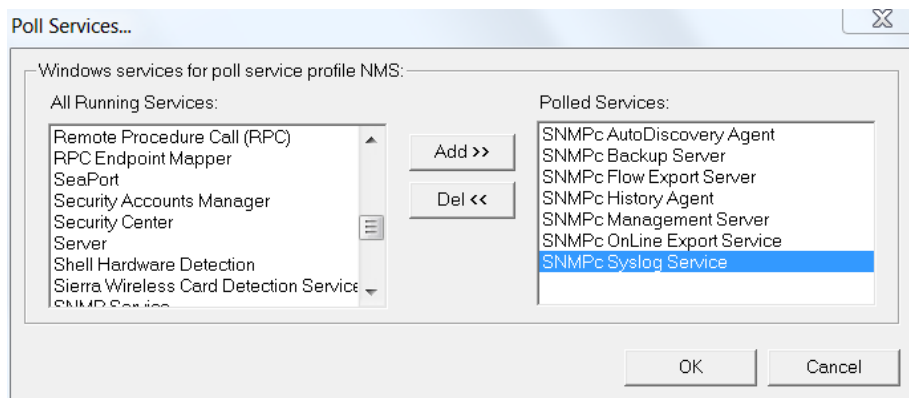 Poll Services...
Windows services for poll service profile NMS:
All Running Services:
Remote Procedure Call (RPC)
RPC Endpoint Mapper
SeaPort
Security Accounts Manager
Security Center
Server
Shell Hardware Detection
Sierra Wireless Card Detection Service
SNMP Service
Add >>
Del <<
Polled Services:
SNMPc AutoDiscovery Agent
SNMPc Backup Server
SNMPc Flow Export Server
SNMPc History Agent
SNMPc Management Server
SNMPc OnLine Export Service
SNMPc Syslog Service
OK
Cancel